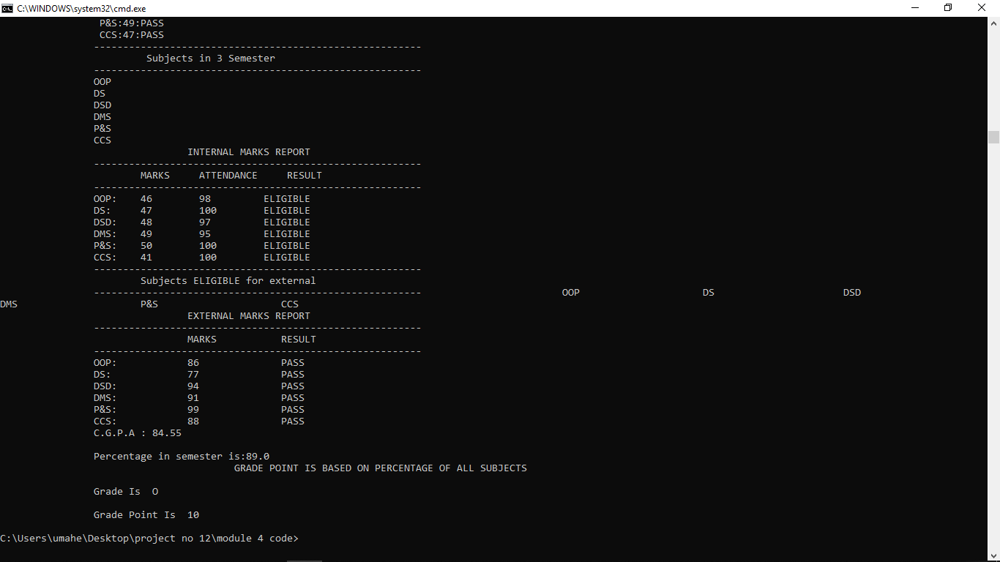 C:\WINDOWS\system32\cmd.exe
P&S:49:PASS
CCS:47:PASS
--------------------------------------------------------
Subjects in 3 Semester
--------------------------------------------------------
OOP
DS
DSD
DMS
P&S
CCS
INTERNAL MARKS REPORT
--------------------------------------------------------
MARKS ATTENDANCE RESULT
--------------------------------------------------------
OOP: 46 98 ELIGIBLE
DS: 47 100 ELIGIBLE
DSD: 48 97 ELIGIBLE
DMS: 49 95 ELIGIBLE
P&S: 50 100 ELIGIBLE
CCS: 41 100 ELIGIBLE
--------------------------------------------------------
Subjects ELIGIBLE for external
-------------------------------------------------------- OOP DS DSD
DMS P&S CCS
EXTERNAL MARKS REPORT
--------------------------------------------------------
MARKS RESULT
--------------------------------------------------------
OOP: 86 PASS
DS: 77 PASS
DSD: 94 PASS
DMS: 91 PASS
P&S: 99 PASS
CCS: 88 PASS
C.G.P.A : 84.55
Percentage in semester is:89.0
GRADE POINT IS BASED ON PERCENTAGE OF ALL SUBJECTS
Grade Is O
Grade Point Is 10
C:\Users\umahe\Desktop\project no 12\module 4 code>